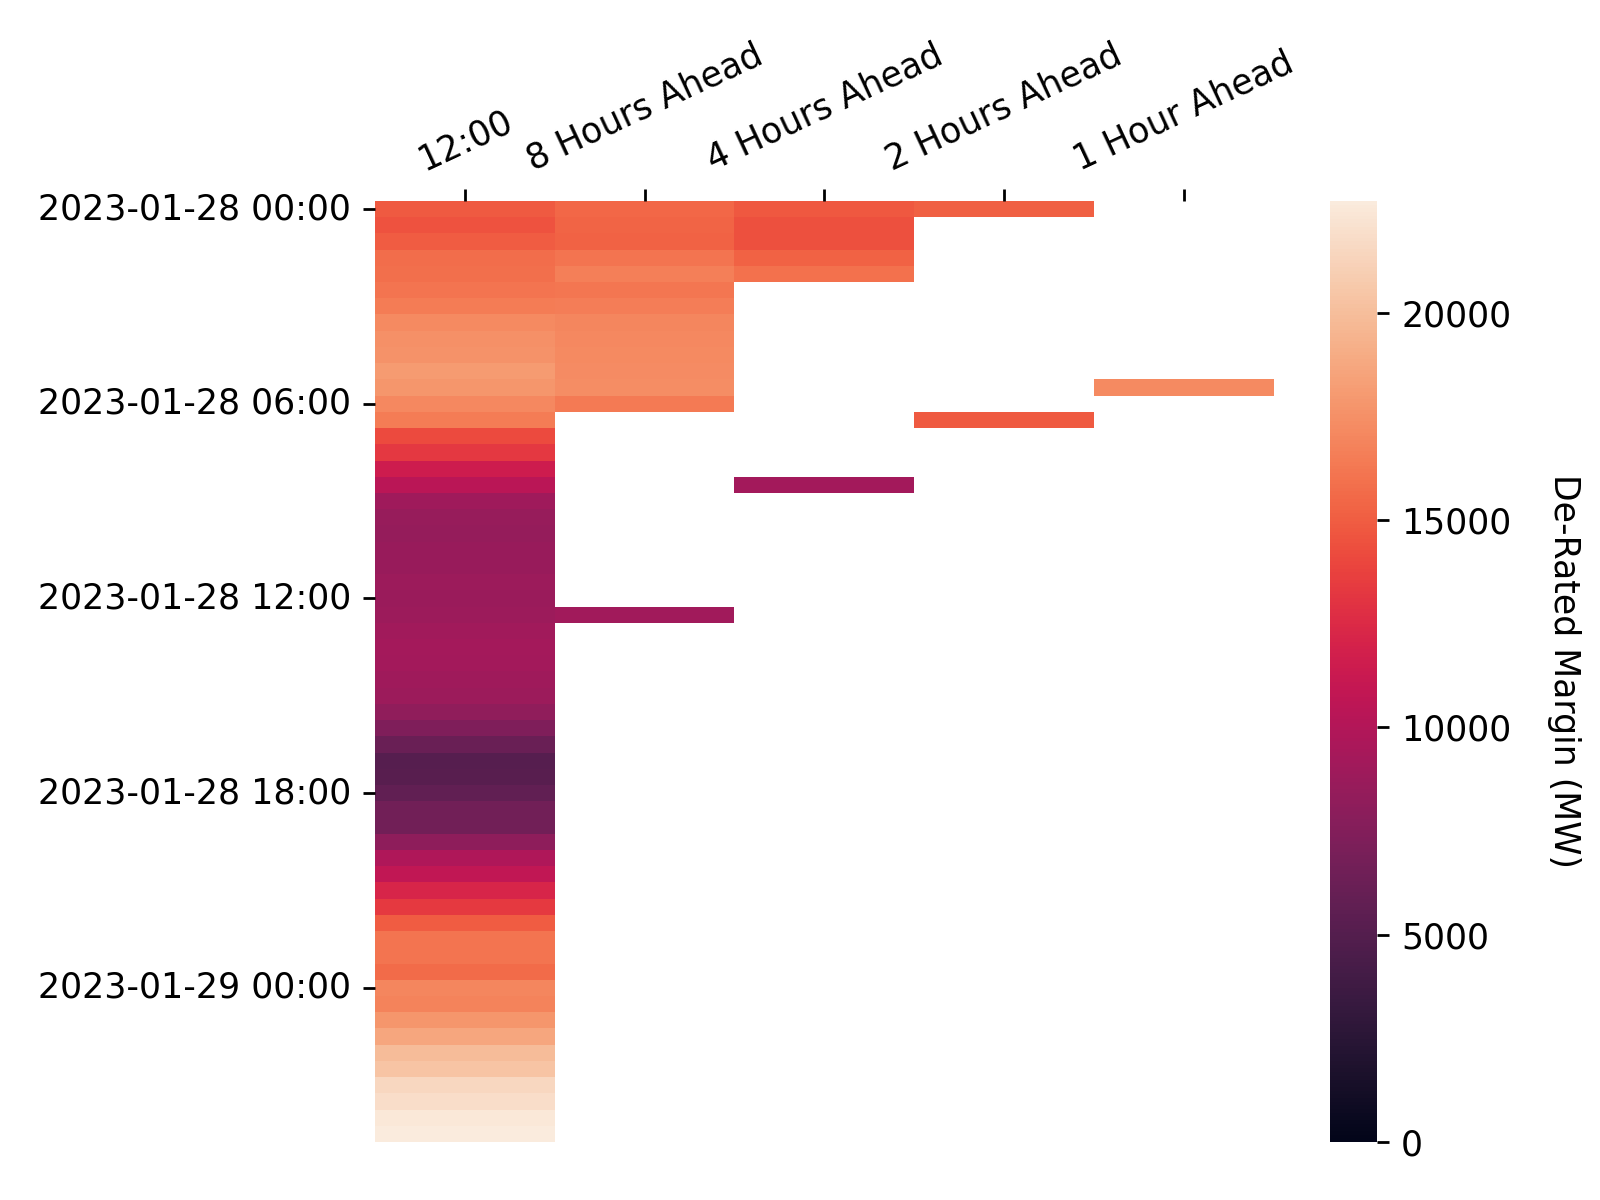 12:00
8 Hours Ahead
4 Hours Ahead
2 Hours Ahead
1 Hour Ahead
2023-01-28 00:00
2023-01-28 06:00
2023-01-28 12:00
2023-01-28 18:00
2023-01-29 00:00
20000
15000
10000
5000
0
De-Rated Margin (MW)